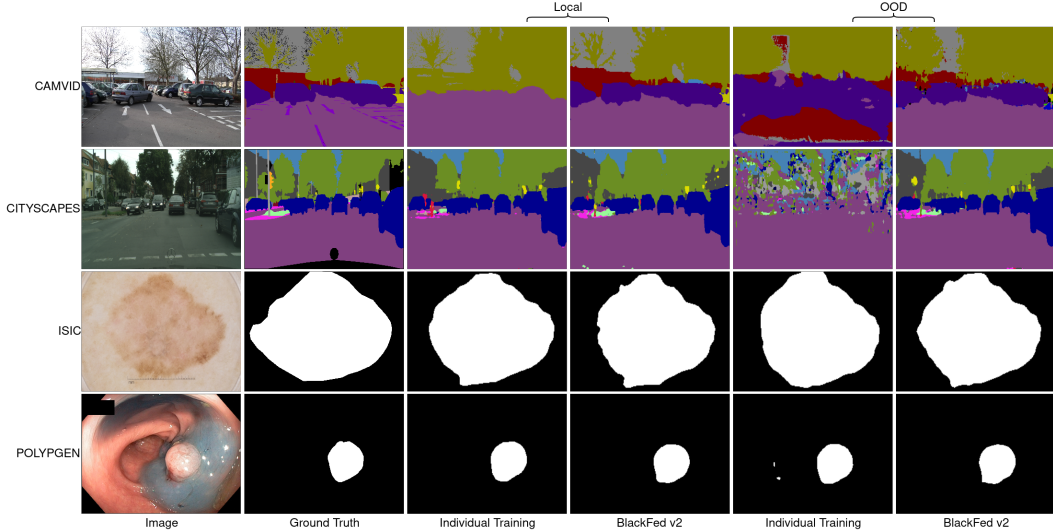 Local
OOD
CAMVID
CITYSCAPES
ISIC
POLYPGEN
Image
Ground Truth
Individual Training
BlackFed v2
Individual Training
BlackFed v2